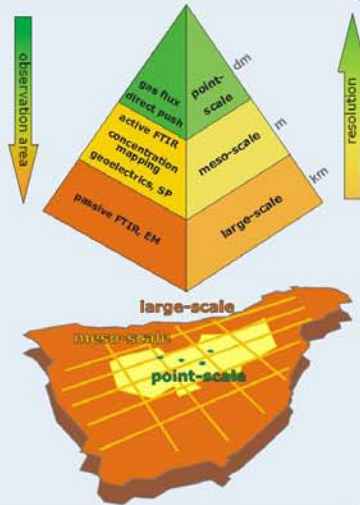 observation area
resolution
gas flux
direct push
point-
scale
dm
active FTIR
concentration
mapping
geoelectrics, SP
meso-scale
m
passive FTIR, EM
large-scale
km
large-scale
meso-scale
point-scale